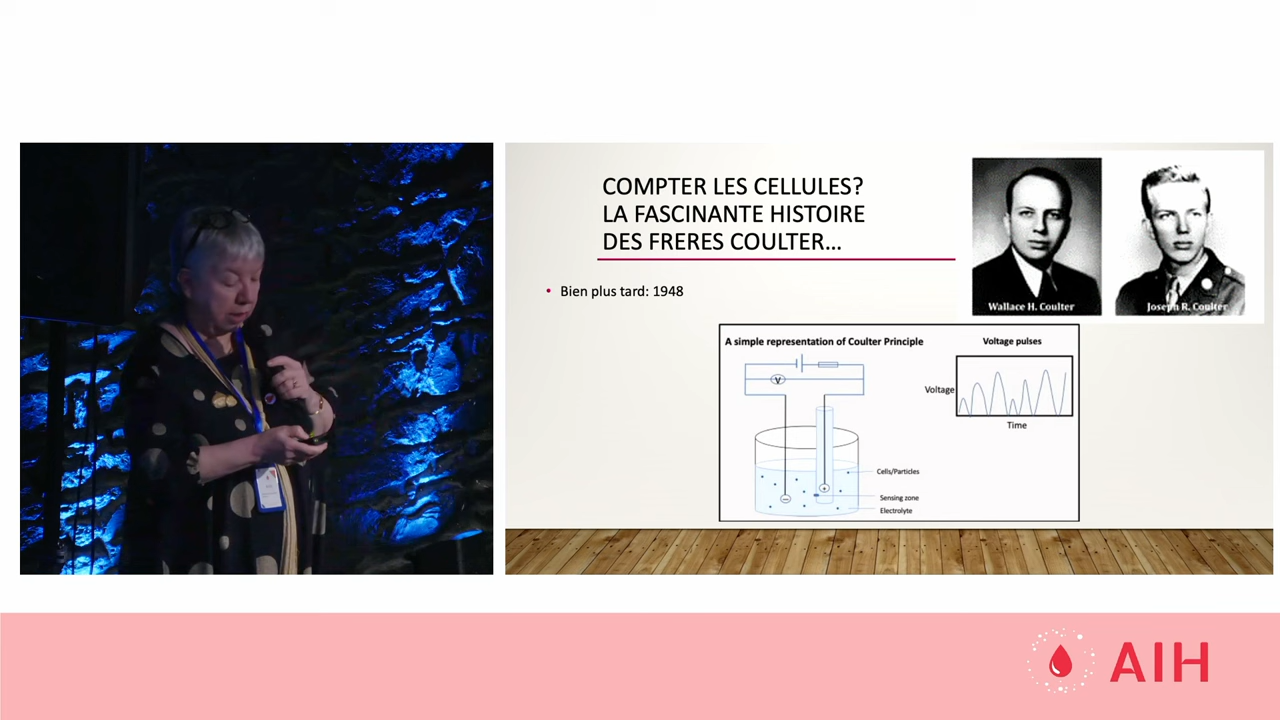 COMPTER LES CELLULES?
LA FASCINANTE HISTOIRE
DES FRERES COULTER...
• Bien plus tard: 1948
Wallace H. Coulter
Joseph R. Coulter
A simple representation of Coulter Principle
Voltage pulses
V
Voltage
Time
Cells/Particles
+
−
Sensing zone
Electrolyte
AIH